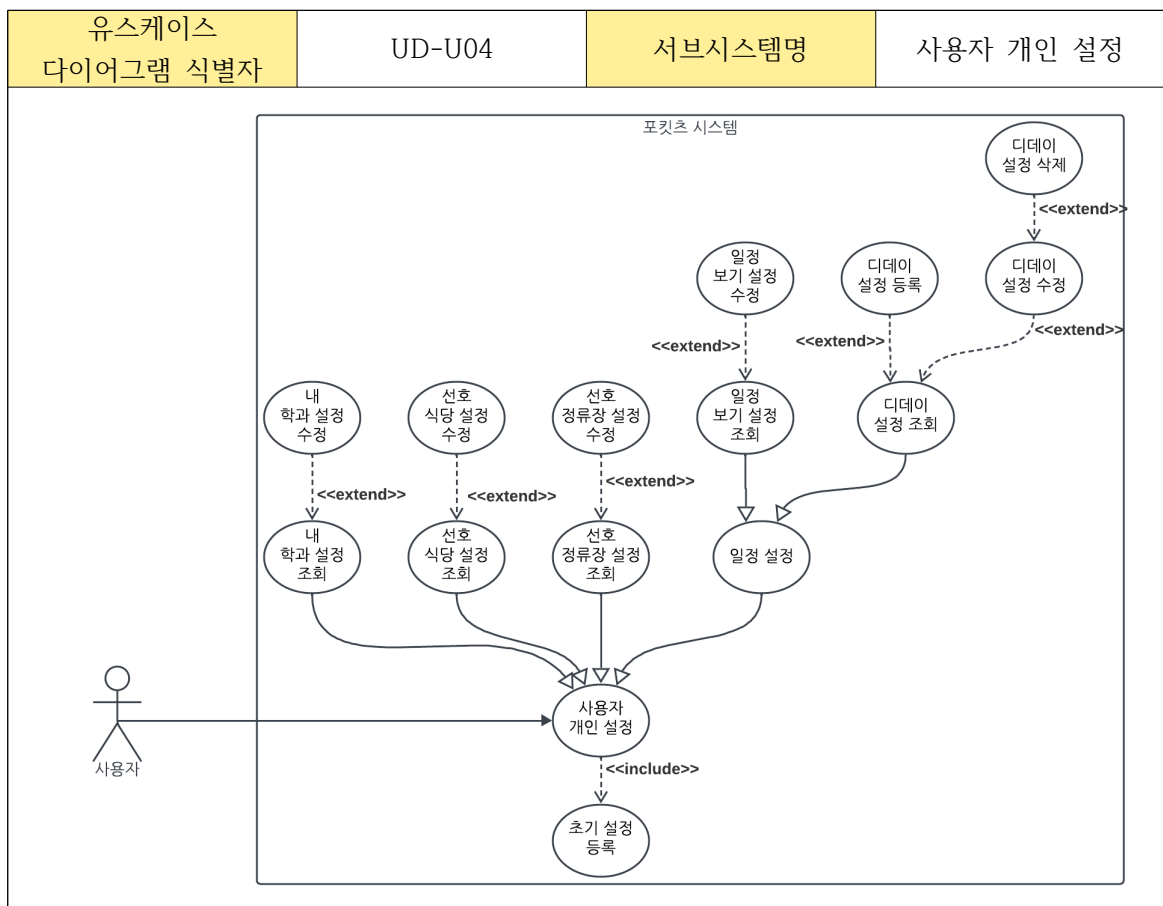 유스케이스
다이어그램 식별자
UD-U04
서브시스템명
사용자 개인 설정
포킷츠 시스템
디데이
설정 삭제
<<extend>>
일정
보기 설정
수정
디데이
설정 등록
디데이
설정 수정
<<extend>>
<<extend>>
<<extend>>
내
학과 설정
수정
선호
식당 설정
수정
선호
정류장 설정
수정
일정
보기 설정
조회
디데이
설정 조회
<<extend>>
<<extend>>
<<extend>>
내
학과 설정
조회
선호
식당 설정
조회
선호
정류장 설정
조회
일정 설정
사용자
개인 설정
사용자
<<include>>
초기 설정
등록